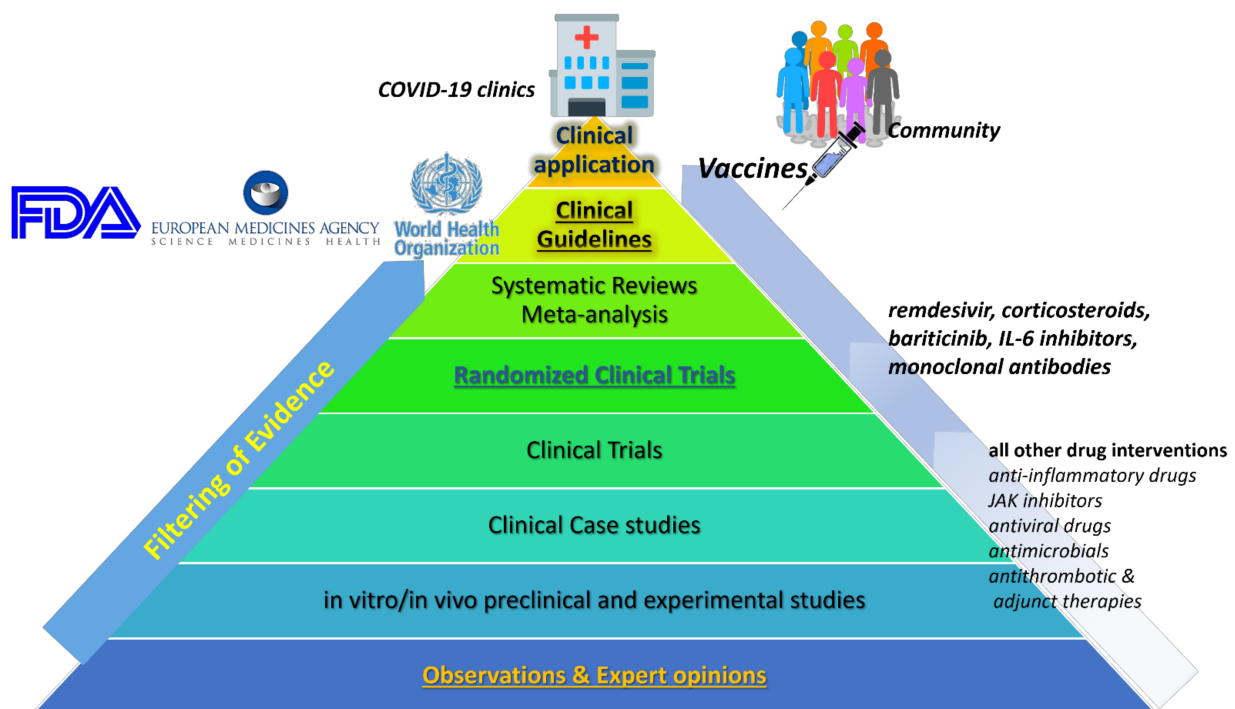 COVID-19 clinics
Community
Clinical
application
Vaccines
FDA
EUROPEAN MEDICINES AGENCY
SCIENCE MEDICINES HEALTH
World Health
Organization
Clinical
Guidelines
Systematic Reviews
Meta-analysis
remdesivir, corticosteroids,
bariticinib, IL-6 inhibitors,
monoclonal antibodies
Randomized Clinical Trials
Filtering of Evidence
Clinical Trials
all other drug interventions
anti-inflammatory drugs
JAK inhibitors
antiviral drugs
antimicrobials
antithrombotic &
adjunct therapies
Clinical Case studies
in vitro/in vivo preclinical and experimental studies
Observations & Expert opinions